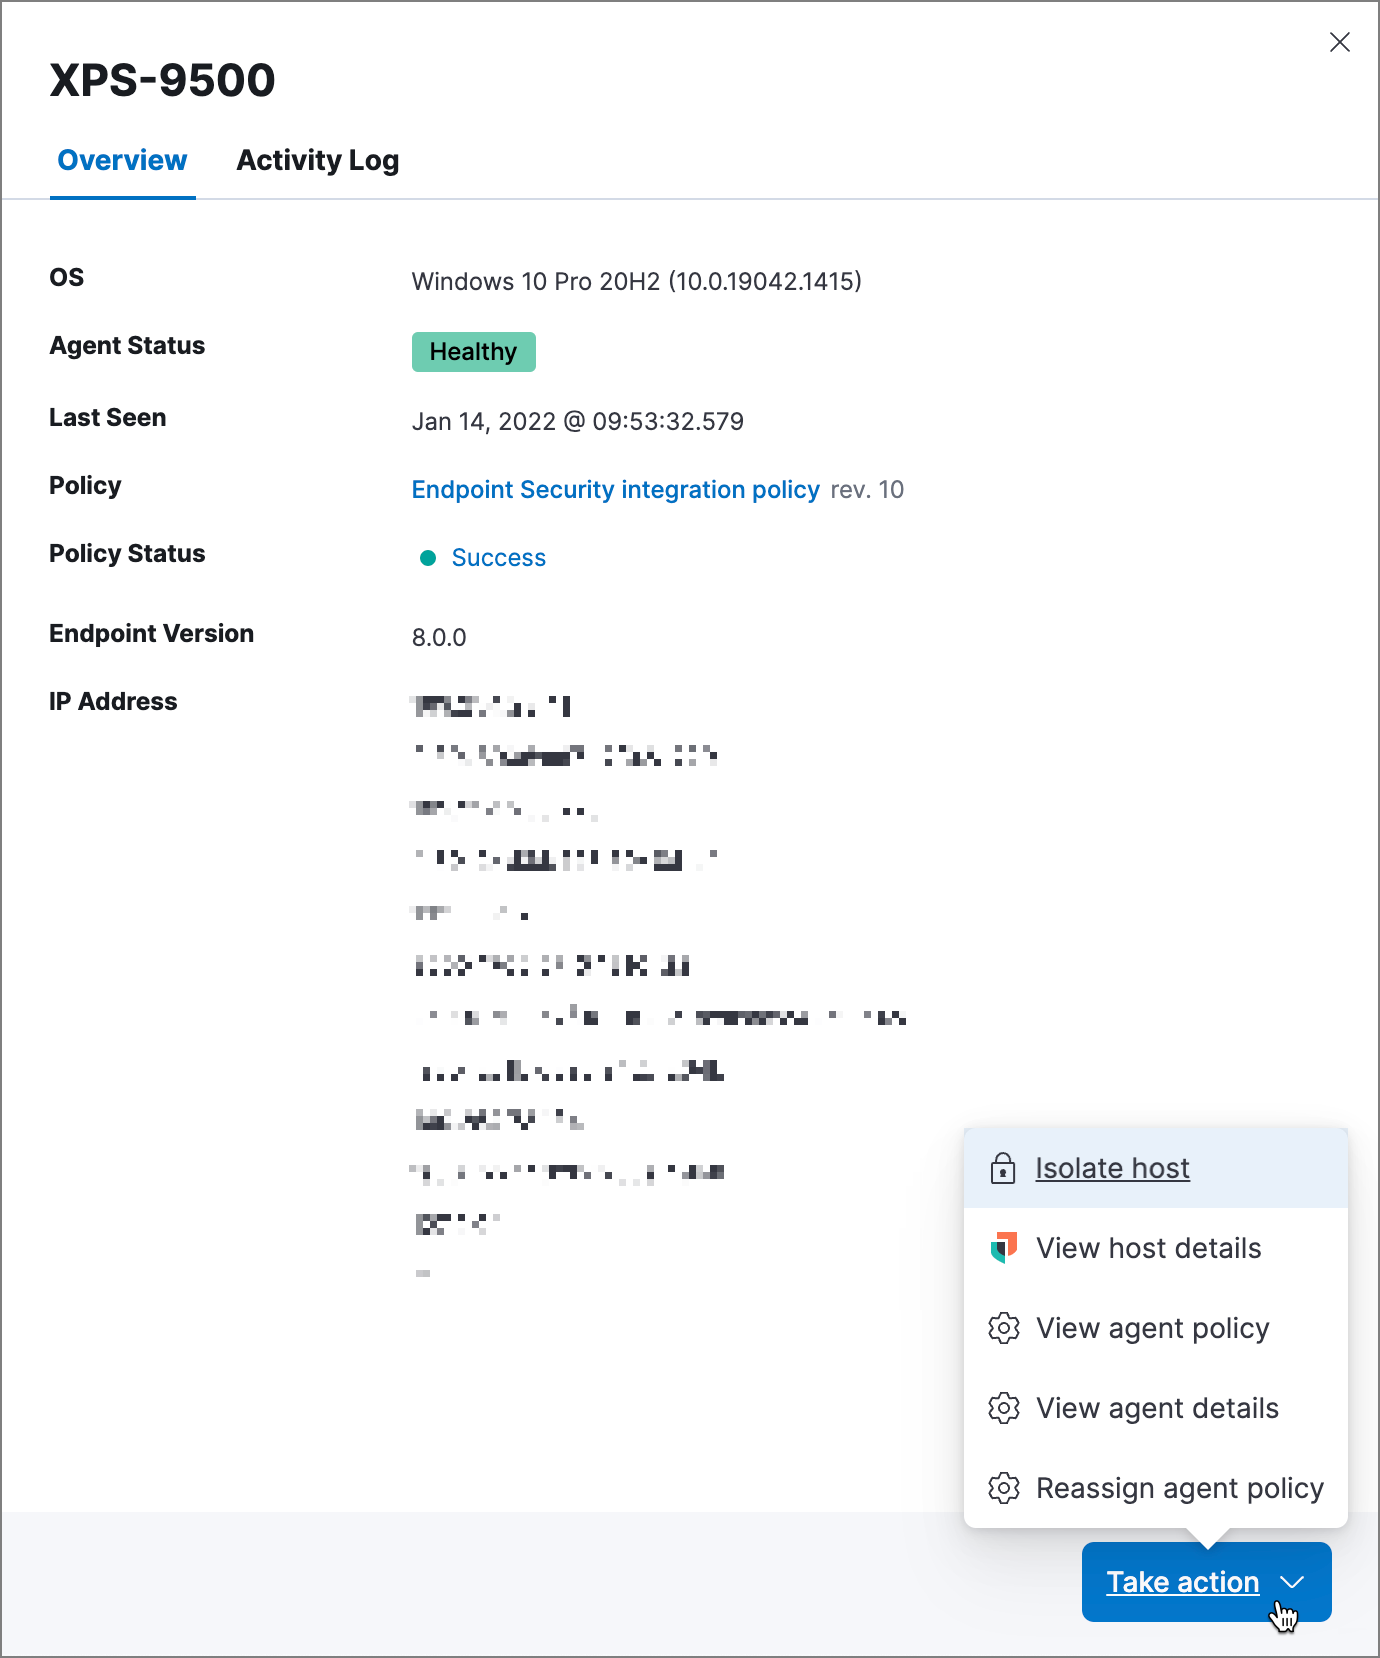 XPS-9500
Overview Activity Log
OS Windows 10 Pro 20H2 (10.0.19042.1415)
Agent Status Healthy
Last Seen Jan 14, 2022 @ 09:53:32.579
Policy Endpoint Security integration policy rev. 10
Policy Status Success
Endpoint Version 8.0.0
IP Address
Isolate host
View host details
View agent policy
View agent details
Reassign agent policy
Take action